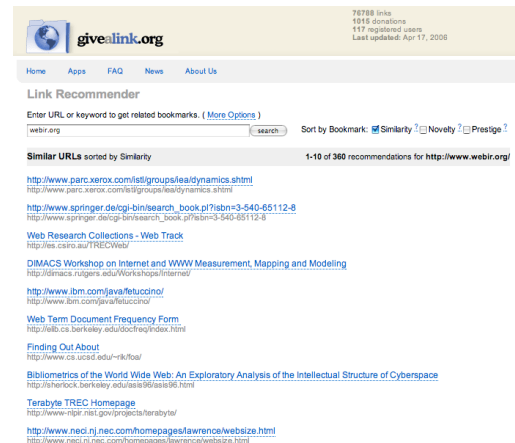 76788 links
1015 donations
117 registered users
Last updated: Apr 17, 2006
givealink.org
Home Apps FAQ News About Us
Link Recommender
Enter URL or keyword to get related bookmarks. ( More Options )
webir.org search Sort by Bookmark: Similarity ? Novelty ? Prestige ?
Similar URLs sorted by Similarity 1-10 of 360 recommendations for http://www.webir.org/
http://www.parc.xerox.com/istl/groups/iea/dynamics.shtml
http://www.parc.xerox.com/istl/groups/iea/dynamics.shtml
http://www.springer.de/cgi-bin/search_book.pl?isbn=3-540-65112-8
http://www.springer.de/cgi-bin/search_book.pl?isbn=3-540-65112-8
Web Research Collections - Web Track
http://es.csiro.au/TRECWeb/
DIMACS Workshop on Internet and WWW Measurement, Mapping and Modeling
http://dimacs.rutgers.edu/Workshops/Internet/
http://www.ibm.com/java/fetuccino/
http://www.ibm.com/java/fetuccino/
Web Term Document Frequency Form
http://elib.cs.berkeley.edu/docfreq/index.html
Finding Out About
http://www.cs.ucsd.edu/~rik/foa/
Bibliometrics of the World Wide Web: An Exploratory Analysis of the Intellectual Structure of Cyberspace
http://sherlock.berkeley.edu/asis96/asis96.html
Terabyte TREC Homepage
http://www-nlpir.nist.gov/projects/terabyte/
http://www.neci.nj.nec.com/homepages/lawrence/websize.html
http://www.neci.nj.nec.com/homepages/lawrence/websize.html